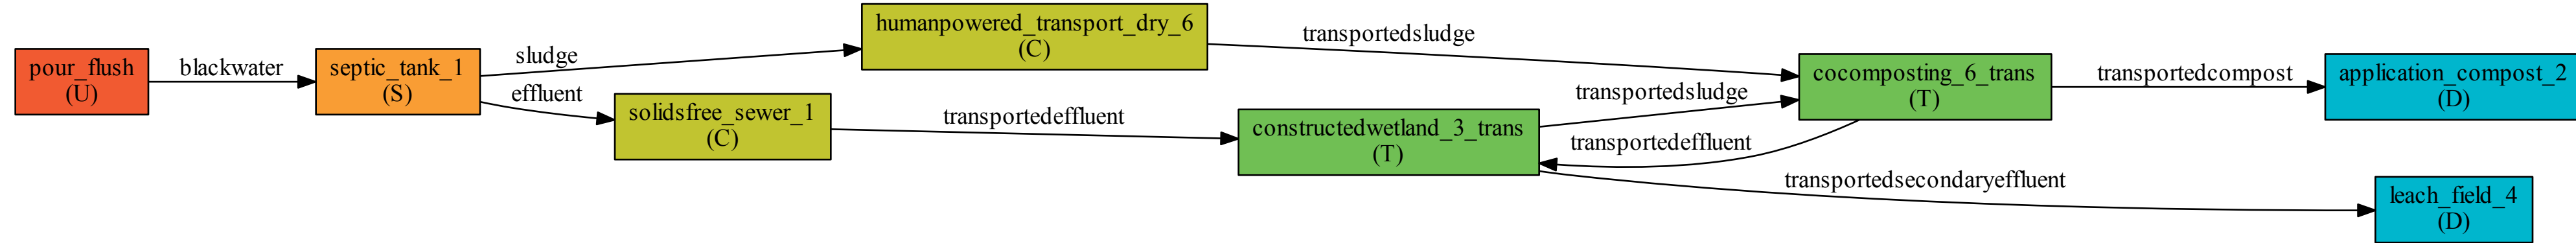 pour_flush
(U)
blackwater
septic_tank_1
(S)
sludge
effluent
humanpowered_transport_dry_6
(C)
solidsfree_sewer_1
(C)
transportedsludge
transportedeffluent
constructedwetland_3_trans
(T)
transportedsludge
transportedeffluent
cocomposting_6_trans
(T)
transportedcompost
transportedsecondaryeffluent
application_compost_2
(D)
leach_field_4
(D)